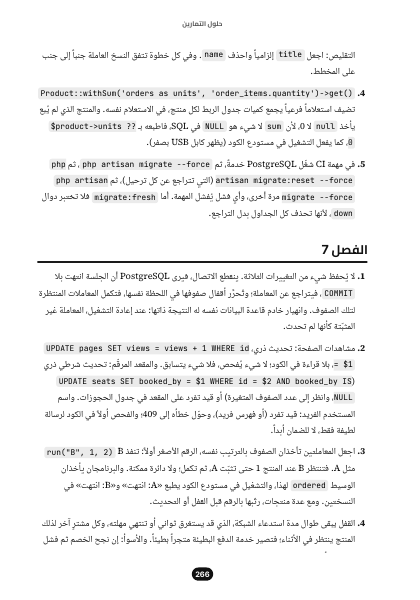 حلول التمارين
التقليص: اجعل title إلزامياً واحذف name. وفي كل خطوة تتفق النسخ العاملة جنباً إلى جنب
على المخطط.
4. Product::withSum('orders as units', 'order_items.quantity')->get()
تضيف استعلاماً فرعياً يجمع كميات جدول الربط لكل منتج، في الاستعلام نفسه. والمنتج الذي لم يُبع
يأخذ null لا 0، لأن sum لا شيء هو NULL في SQL، فاطبعه بـ $product->units ??
0، كما يفعل التشغيل في مستودع الكود (يظهر كابل USB بصفر).
5. في مهمة CI شغّل PostgreSQL خدمةً، ثم php artisan migrate --force، ثم php
artisan migrate:reset --force (التي تتراجع عن كل ترحيل)، ثم php artisan
migrate --force مرة أخرى، وأي فشل يُفشل المهمة. أما migrate:fresh فلا تختبر دوال
down، لأنها تحذف كل الجداول بدل التراجع.
الفصل 7
1. لا يُحفظ شيء من التغييرات الثلاثة. ينقطع الاتصال، فيرى PostgreSQL أن الجلسة انتهت بلا
COMMIT، فيتراجع عن المعاملة؛ وتُحرَّر أقفال صفوفها في اللحظة نفسها، فتكمل المعاملات المنتظرة
لتلك الصفوف. وانهيار خادم قاعدة البيانات نفسه له النتيجة ذاتها: عند إعادة التشغيل، المعاملة غير
المثبّتة كأنها لم تحدث.
2. مشاهدات الصفحة: تحديث ذري، UPDATE pages SET views = views + 1 WHERE id
= $1، بلا قراءة في الكود؛ لا شيء يُفحص، فلا شيء يتسابق. والمقعد المرقّم: تحديث شرطي ذري
(UPDATE seats SET booked_by = $1 WHERE id = $2 AND booked_by IS
NULL، وانظر إلى عدد الصفوف المتغيرة) أو قيد تفرد على المقعد في جدول الحجوزات. واسم
المستخدم الفريد: قيد تفرد (أو فهرس فريد)، وحوّل خطأه إلى 409؛ والفحص أولاً في الكود لرسالة
لطيفة فقط، لا للضمان أبداً.
3. اجعل المعاملتين تأخذان الصفوف بالترتيب نفسه، الرقم الأصغر أولاً: تنفذ B run("B", 1, 2)
مثل A. فتنتظر B عند المنتج 1 حتى تثبّت A، ثم تكمل؛ ولا دائرة ممكنة. والبرنامجان يأخذان
الوسيط ordered لهذا، والتشغيل في مستودع الكود يطبع «A: انتهت» و«B: انتهت» في
النسختين. ومع عدة منتجات، رتّبها بالرقم قبل القفل أو التحديث.
4. القفل يبقى طوال مدة استدعاء الشبكة، الذي قد يستغرق ثواني أو تنتهي مهلته، وكل مشترٍ آخر لذلك
المنتج ينتظر في الأثناء؛ فتصير خدمة الدفع البطيئة متجراً بطيئاً. والأسوأ: إن نجح الخصم ثم فشل
266